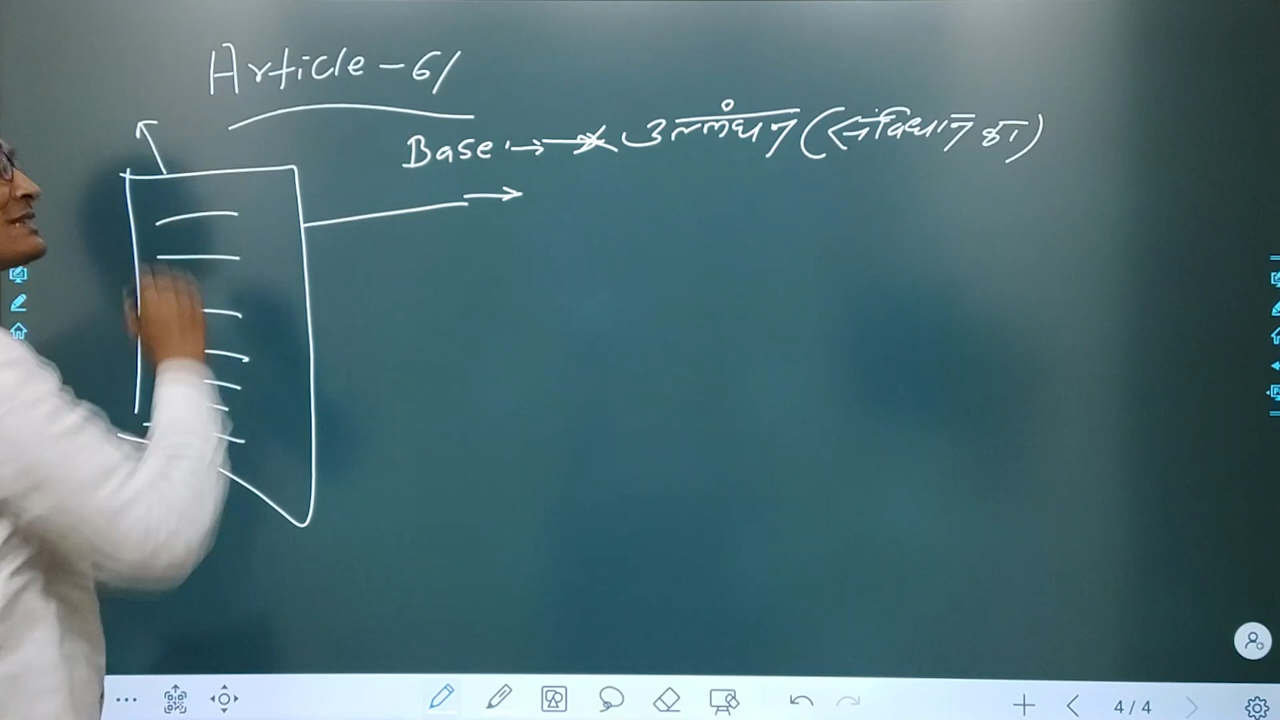 Article - 61
Base :→ → उल्लंघन (संविधान का)
4/4